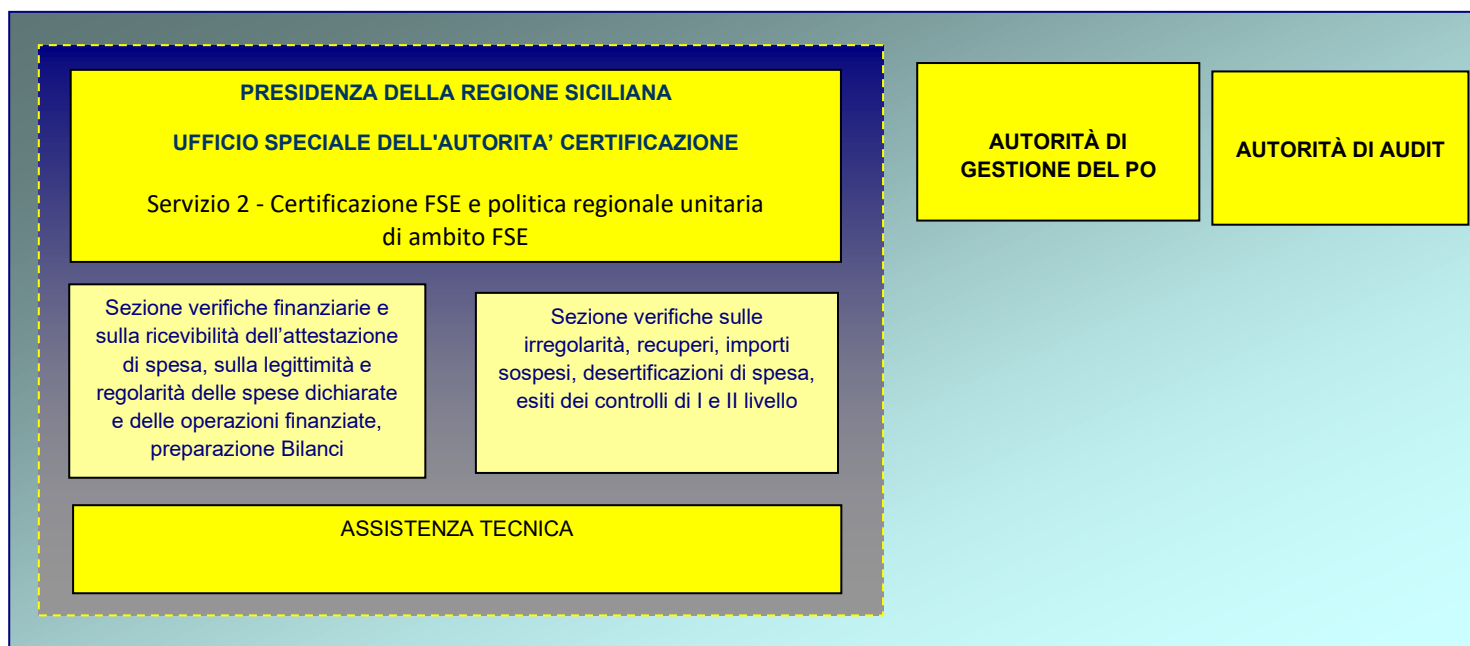 PRESIDENZA DELLA REGIONE SICILIANA
UFFICIO SPECIALE DELL'AUTORITA’ CERTIFICAZIONE
Servizio 2 - Certificazione FSE e politica regionale unitaria
di ambito FSE
AUTORITÀ DI
GESTIONE DEL PO
AUTORITÀ DI AUDIT
Sezione verifiche finanziarie e
sulla ricevibilità dell’attestazione
di spesa, sulla legittimità e
regolarità delle spese dichiarate
e delle operazioni finanziate,
preparazione Bilanci
Sezione verifiche sulle
irregolarità, recuperi, importi
sospesi, desertificazioni di spesa,
esiti dei controlli di I e II livello
ASSISTENZA TECNICA